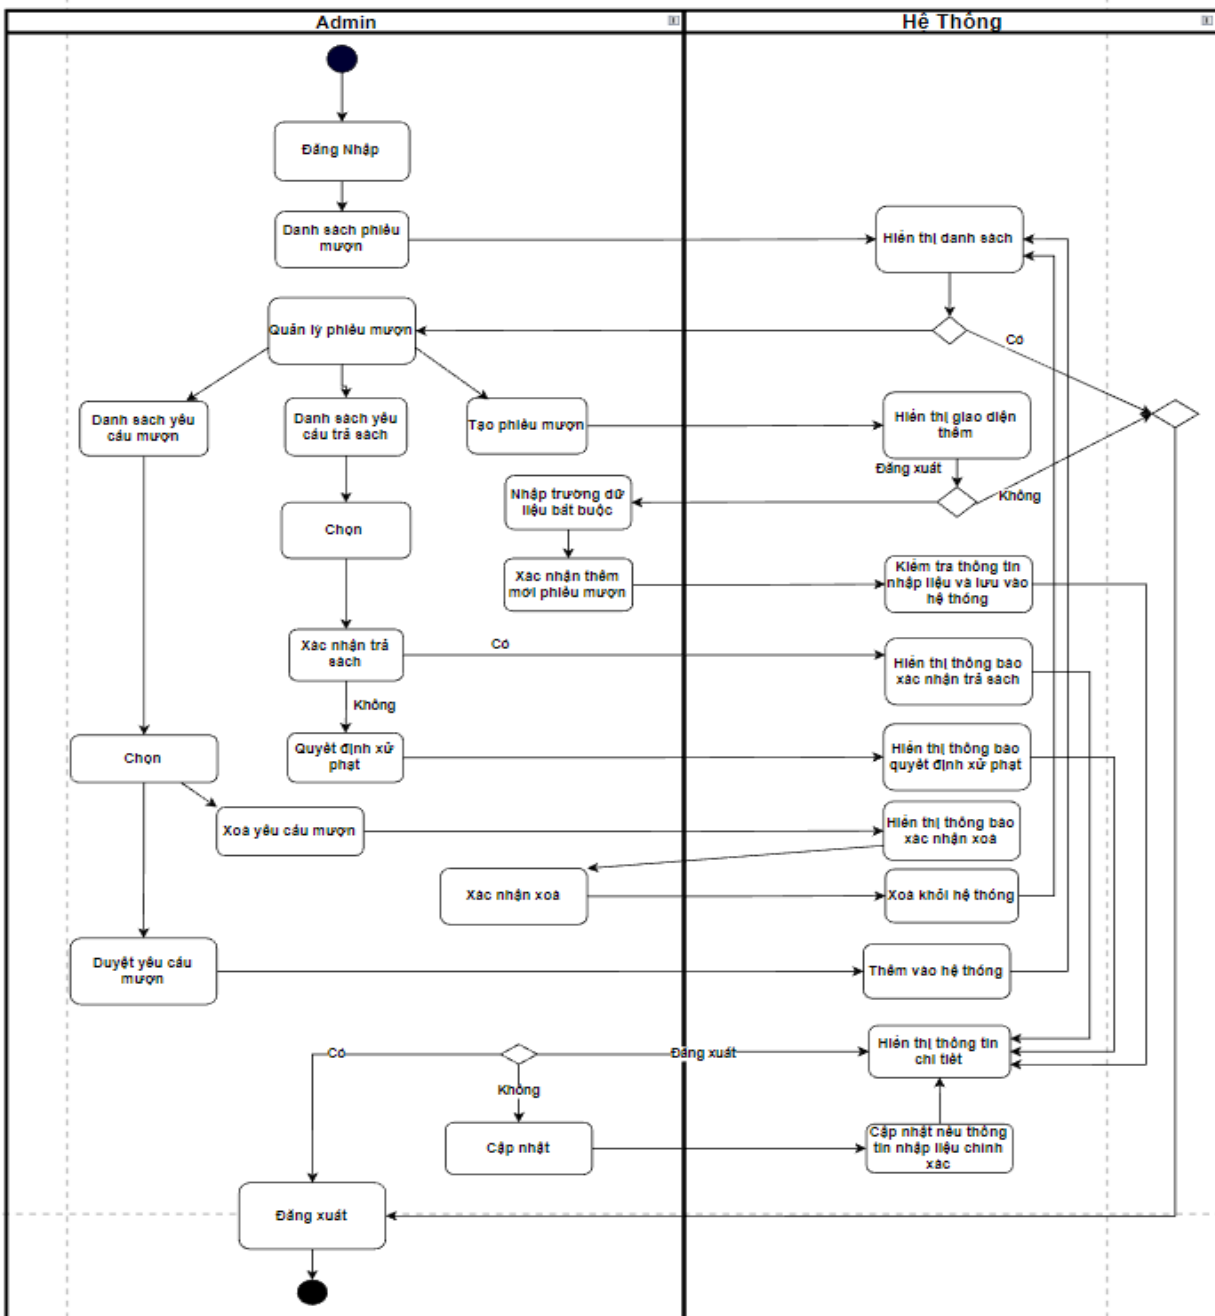 Admin
Hệ Thống
Đăng Nhập
Danh sách phiếu
mượn
Hiển thị danh sách
Quản lý phiếu mượn
Có
Danh sách yêu
cầu mượn
Danh sách yêu
cầu trả sách
Tạo phiếu mượn
Hiển thị giao diện
thêm
Đăng xuất
Không
Nhập trường dữ
liệu bắt buộc
Chọn
Xác nhận thêm
mới phiếu mượn
Kiểm tra thông tin
nhập liệu và lưu vào
hệ thống
Xác nhận trả
sách
Có
Hiển thị thông báo
xác nhận trả sách
Không
Chọn
Quyết định xử
phạt
Hiển thị thông báo
quyết định xử phạt
Xoá yêu cầu mượn
Hiển thị thông báo
xác nhận xoá
Xác nhận xoá
Xoá khỏi hệ thống
Duyệt yêu cầu
mượn
Thêm vào hệ thống
Có
Đăng xuất
Hiển thị thông tin
chi tiết
Không
Cập nhật
Cập nhật nếu thông
tin nhập liệu chính
xác
Đăng xuất